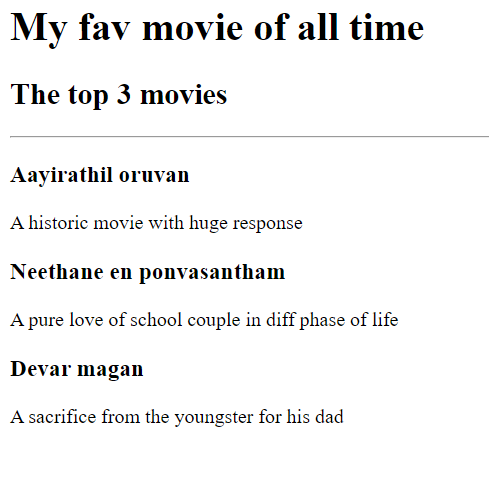 My fav movie of all time
The top 3 movies
Aayirathil oruvan
A historic movie with huge response
Neethane en ponvasantham
A pure love of school couple in diff phase of life
Devar magan
A sacrifice from the youngster for his dad